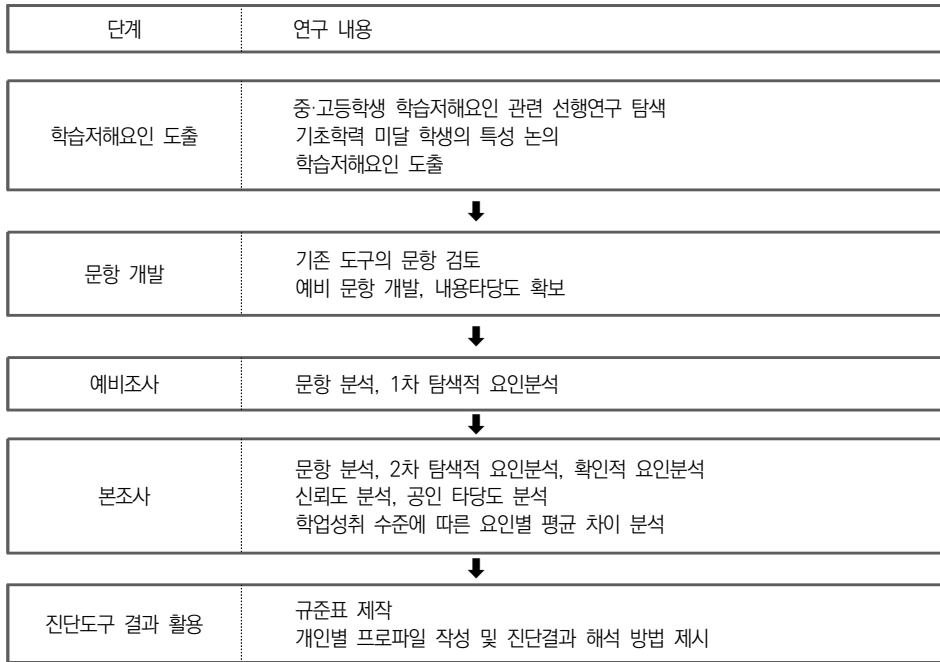 단계 연구 내용
학습저해요인 도출
중·고등학생 학습저해요인 관련 선행연구 탐색
기초학력 미달 학생의 특성 논의
학습저해요인 도출
문항 개발
기존 도구의 문항 검토
예비 문항 개발, 내용타당도 확보
예비조사
문항 분석, 1차 탐색적 요인분석
본조사
문항 분석, 2차 탐색적 요인분석, 확인적 요인분석
신뢰도 분석, 공인 타당도 분석
학업성취 수준에 따른 요인별 평균 차이 분석
진단도구 결과 활용
규준표 제작
개인별 프로파일 작성 및 진단결과 해석 방법 제시